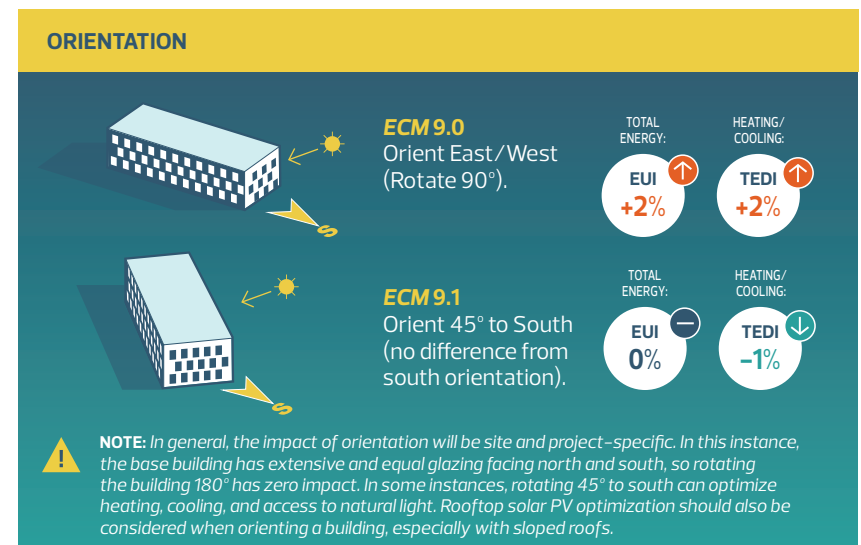 ORIENTATION
ECM 9.0
Orient East/West
(Rotate 90°).
TOTAL
ENERGY:
EUI
+2%
HEATING/
COOLING:
TEDI
+2%
S
ECM 9.1
Orient 45° to South
(no difference from
south orientation).
TOTAL
ENERGY:
EUI
0%
HEATING/
COOLING:
TEDI
-1%
S
NOTE: In general, the impact of orientation will be site and project-specific. In this instance,
the base building has extensive and equal glazing facing north and south, so rotating
the building 180° has zero impact. In some instances, rotating 45° to south can optimize
heating, cooling, and access to natural light. Rooftop solar PV optimization should also be
considered when orienting a building, especially with sloped roofs.